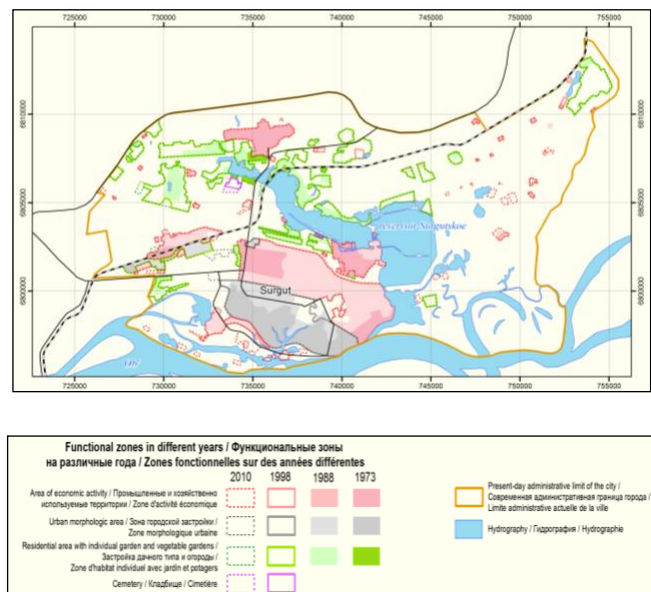 725000 730000 735000 740000 745000 750000 755000
6810000 6810000
6805000 6805000
reservoir Surgutskoe
6800000 6800000
Surgut
725000 730000 735000 740000 745000 750000 755000
Functional zones in different years / Функциональные зоны
на различные года / Zones fonctionnelles sur des années différentes
2010 1998 1988 1973
Area of economic activity / Промышленные и хозяйственно
используемые территории / Zone d'activité économique
Urban morphologic area / Зона городской застройки /
Zone morphologique urbaine
Residential area with individual garden and vegetable gardens /
Застройка дачного типа и огороды /
Zone d'habitat individuel avec jardin et potagers
Cemetery / Кладбище / Cimetière
Present-day administrative limit of the city /
Современная административная граница города /
Limite administrative actuelle de la ville
Hydrography / Гидрография / Hydrographie